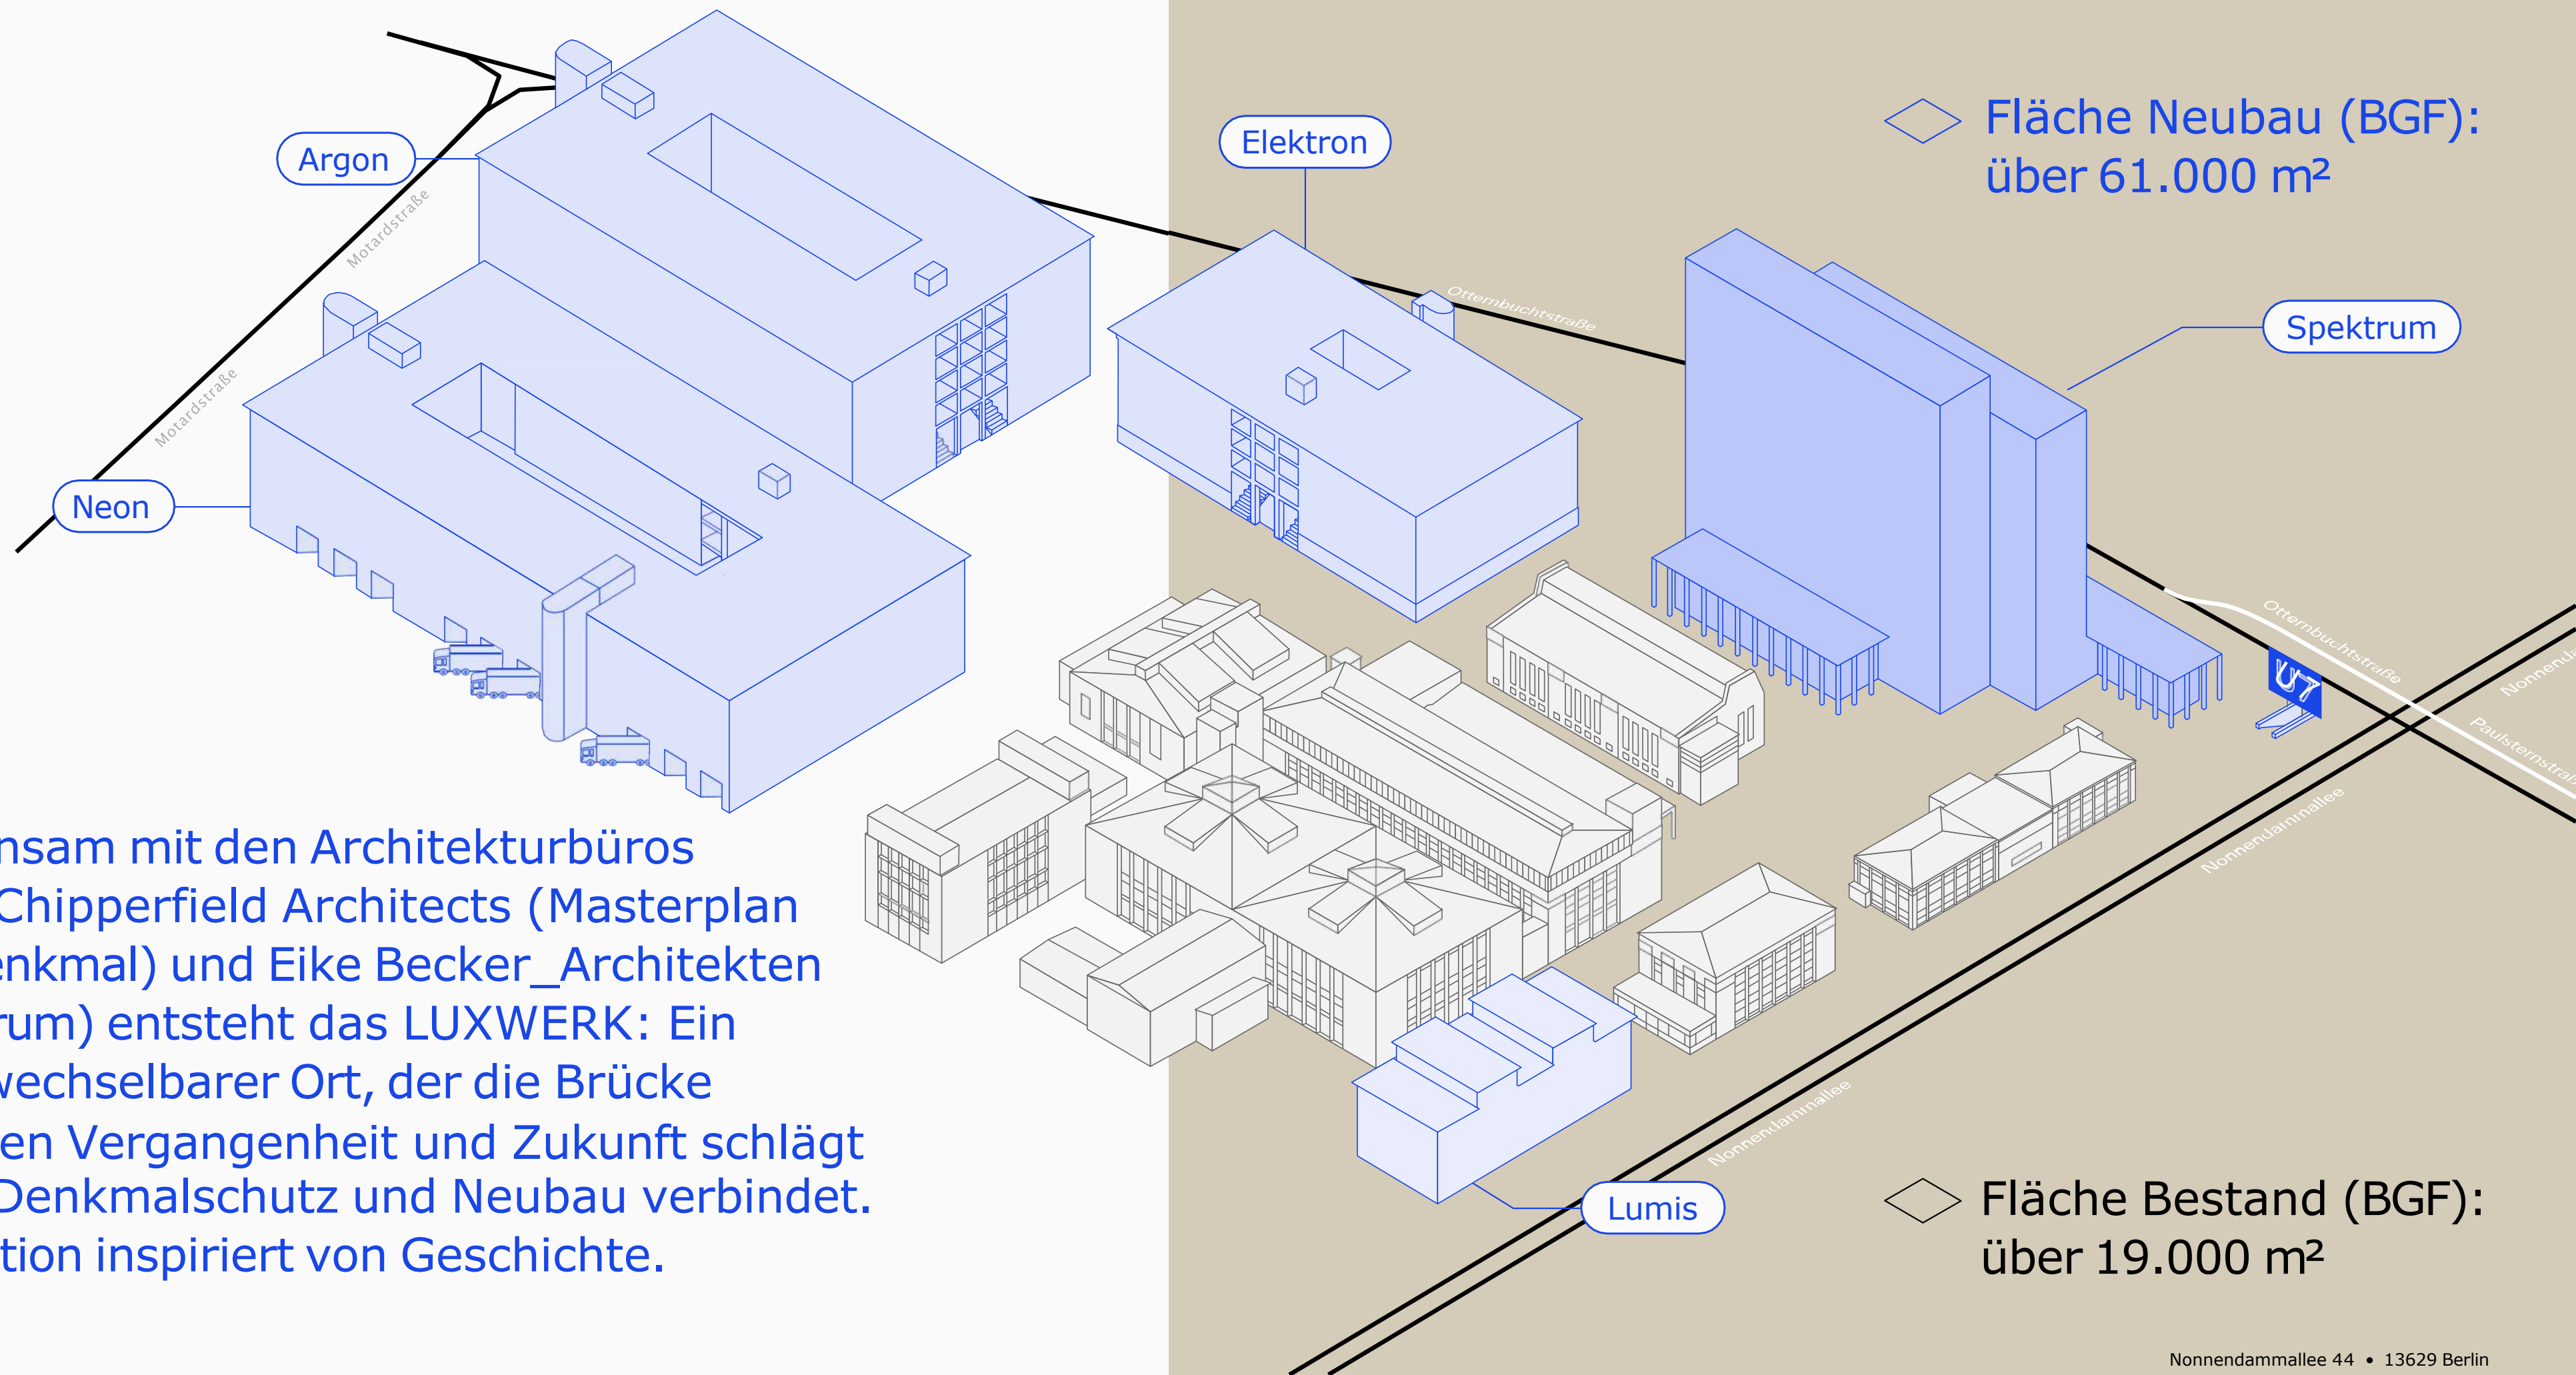 Argon
Elektron
Fläche Neubau (BGF):
über 61.000 m²
Motardstraße
Otternbuchtstraße
Spektrum
Motardstraße
Neon
Otternbuchtstraße
U7
Paulsternstraß
Nonnendammallee
nsam mit den Architekturbüros
Chipperfield Architects (Masterplan
enkmal) und Eike Becker_Architekten
rum) entsteht das LUXWERK: Ein
wechselbarer Ort, der die Brücke
en Vergangenheit und Zukunft schlägt
Denkmalschutz und Neubau verbindet.
tion inspiriert von Geschichte.
Nonnendammallee
Lumis
Fläche Bestand (BGF):
über 19.000 m²
Nonnendammallee 44 • 13629 Berlin